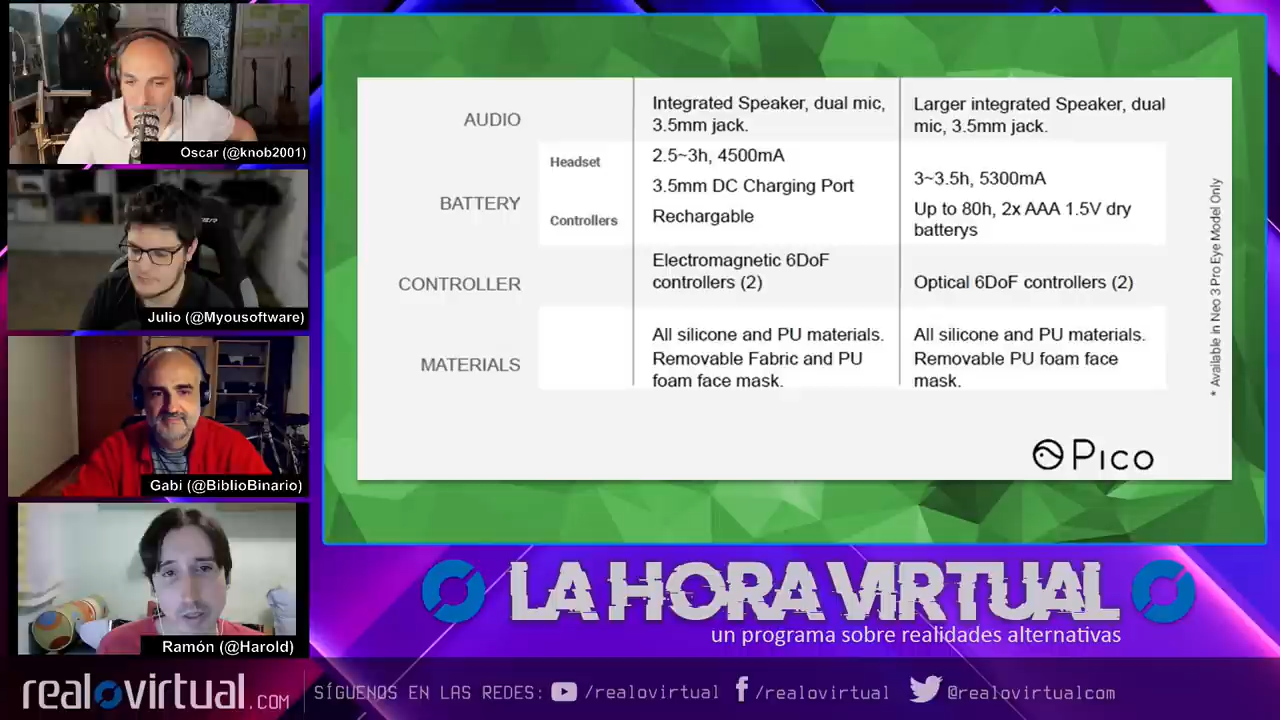 Oscar (@knob2001)
Julio (@Myousoftware)
Gabi (@BiblioBinario)
Ramón (@Harold)
AUDIO
Integrated Speaker, dual mic,
3.5mm jack.
Larger integrated Speaker, dual
mic, 3.5mm jack.
BATTERY
Headset
2.5~3h, 4500mA
3.5mm DC Charging Port
3~3.5h, 5300mA
Controllers
Rechargable
Up to 80h, 2x AAA 1.5V dry
batterys
CONTROLLER
Electromagnetic 6DoF
controllers (2)
Optical 6DoF controllers (2)
MATERIALS
All silicone and PU materials.
Removable Fabric and PU
foam face mask.
All silicone and PU materials.
Removable PU foam face
mask.
* Available in Neo 3 Pro Eye Model Only
Pico
LA HORA VIRTUAL
un programa sobre realidades alternativas
realovirtual.com
SÍGUENOS EN LAS REDES:
/realovirtual
/realovirtual
@realovirtualcom